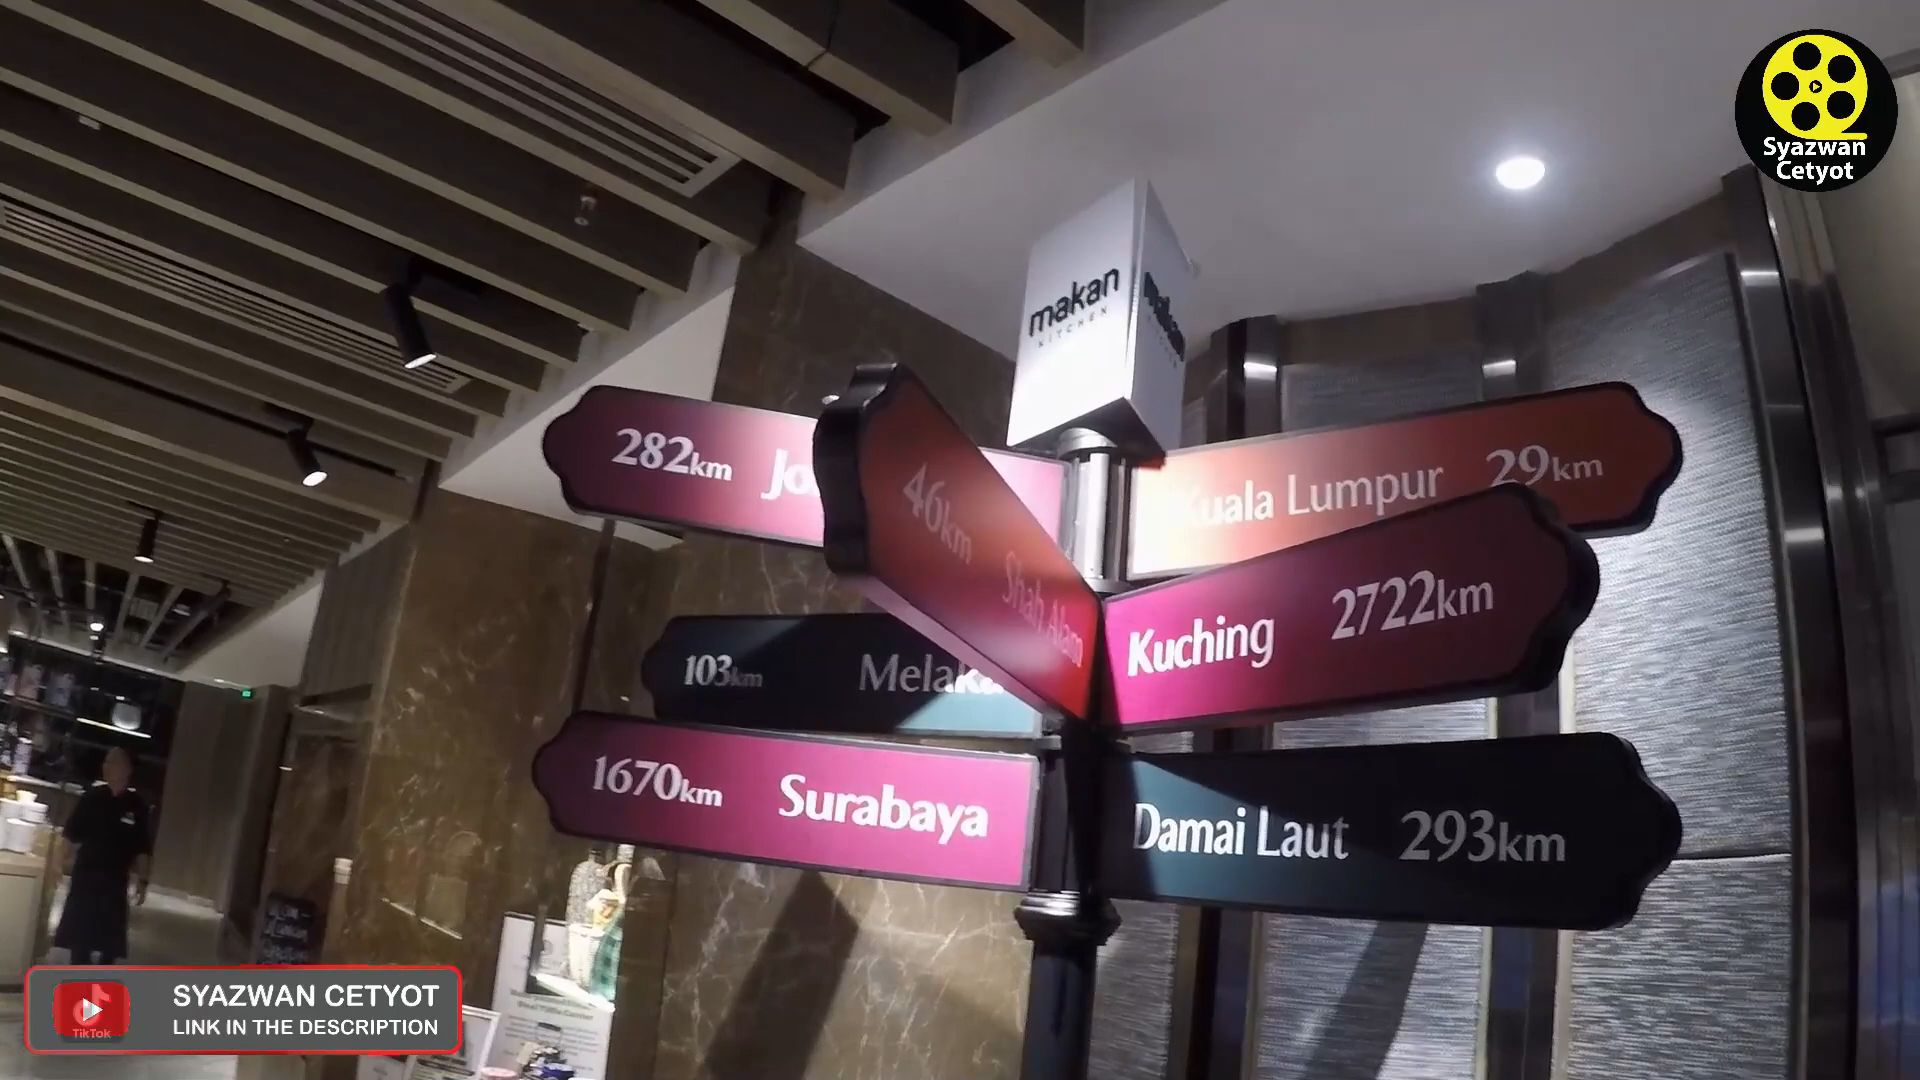 Syazwan
Cetyot
makan
KITCHEN
282km
Kuala Lumpur 29km
46km Shah Alam
Kuching 2722km
103km Melaka
1670km Surabaya
Damai Laut 293km
TikTok
SYAZWAN CETYOT
LINK IN THE DESCRIPTION